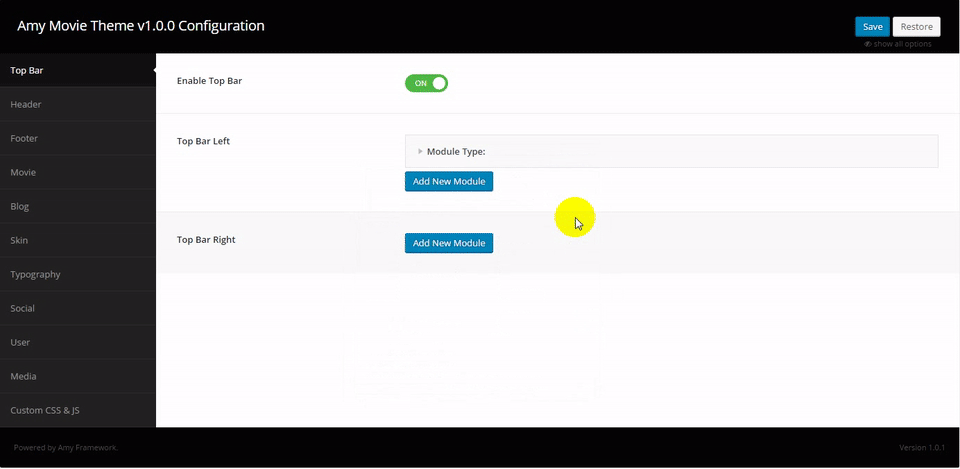 Amy Movie Theme v1.0.0 Configuration
Save
Restore
show all options
Top Bar
Header
Footer
Movie
Blog
Skin
Typography
Social
User
Media
Custom CSS & JS
Enable Top Bar
ON
Top Bar Left
Module Type:
Add New Module
Top Bar Right
Add New Module
Powered by Amy Framework.
Version 1.0.1